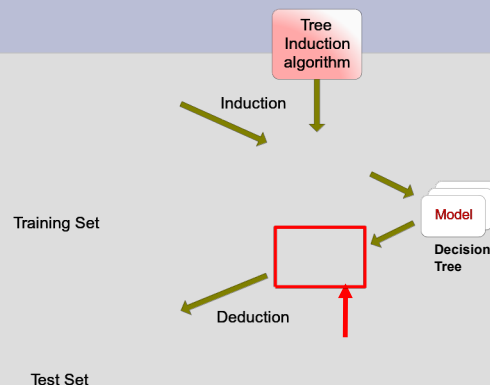 Tree
Induction
algorithm
Induction
Training Set
Model
Decision
Tree
Deduction
Test Set